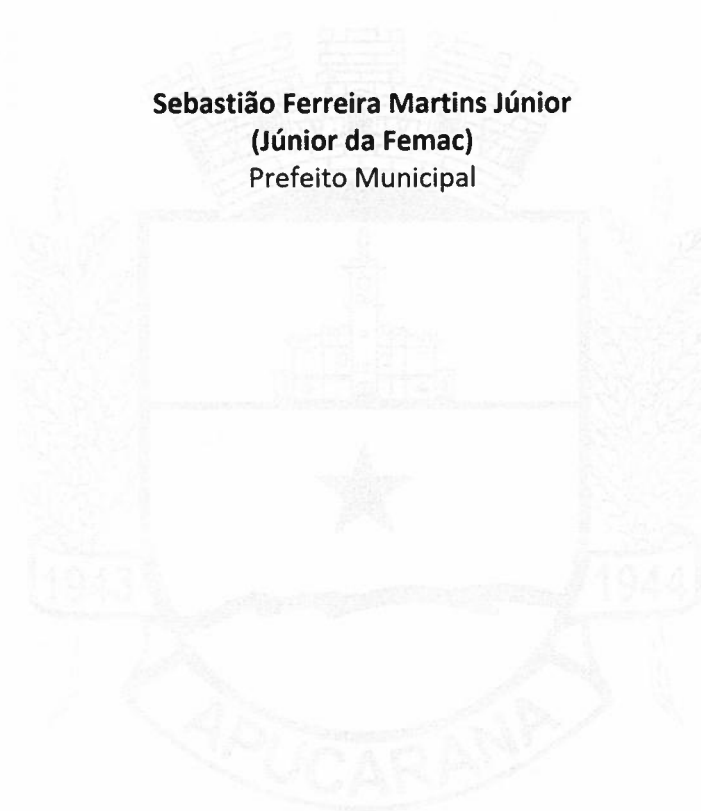 Sebastião Ferreira Martins Júnior
(Júnior da Femac)
Prefeito Municipal
1943
1944
APUCARANA